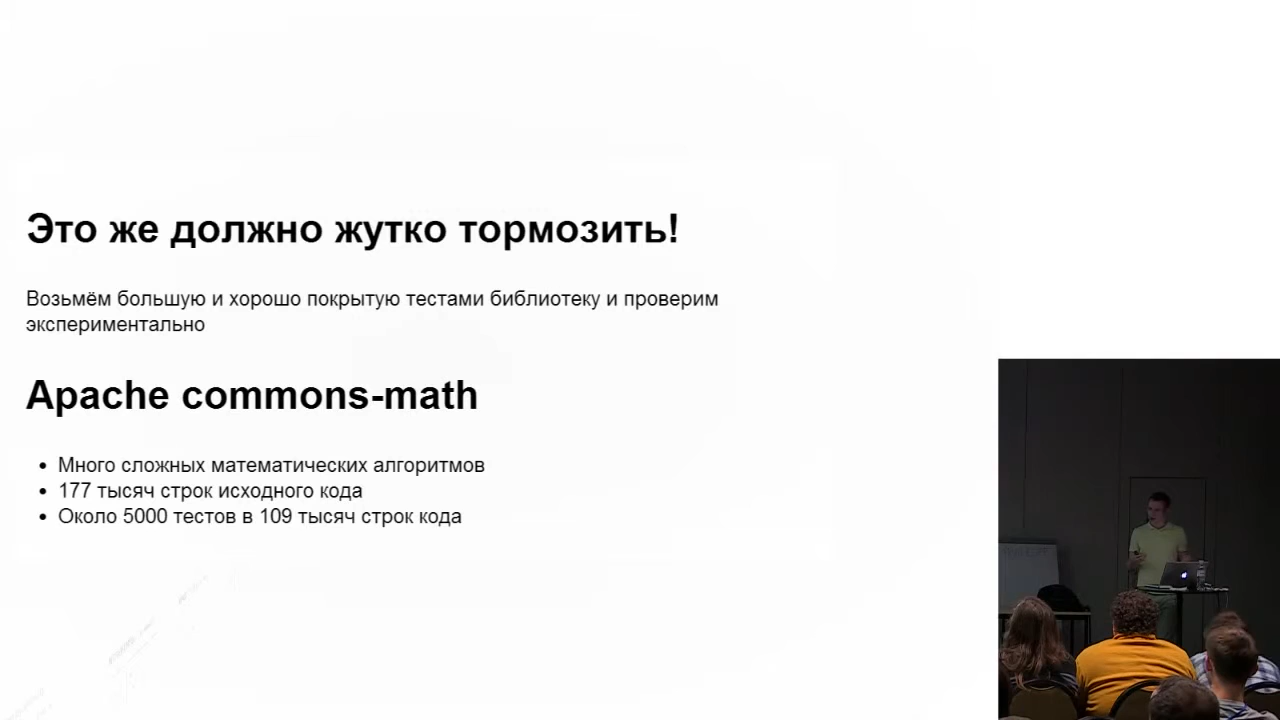 Это же должно жутко тормозить!
Возьмём большую и хорошо покрытую тестами библиотеку и проверим
экспериментально
Apache commons-math
Много сложных математических алгоритмов
177 тысяч строк исходного кода
Около 5000 тестов в 109 тысяч строк кода